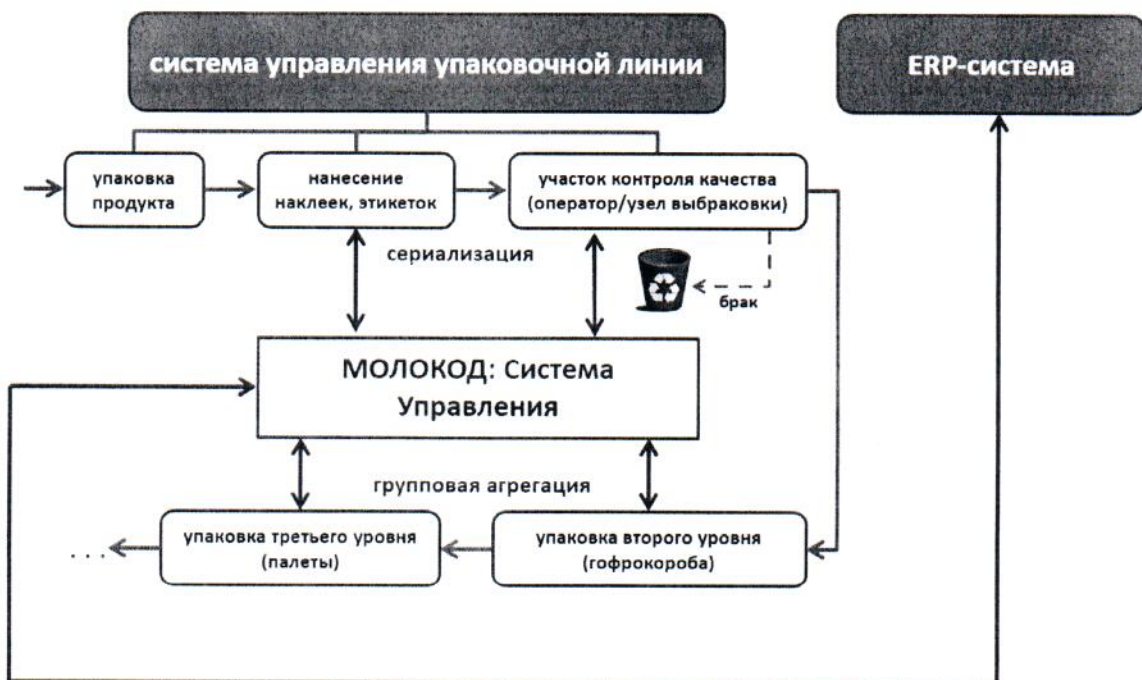 система управления упаковочной линии
ERP-система
упаковка
продукта
нанесение
наклеек, этикеток
участок контроля качества
(оператор/узел выбраковки)
сериализация
брак
МОЛОКОД: Система
Управления
групповая агрегация
упаковка третьего уровня
(палеты)
упаковка второго уровня
(гофрокороба)
...